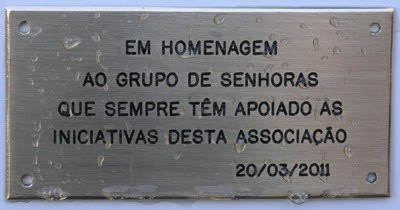 EM HOMENAGEM
AO GRUPO DE SENHORAS
QUE SEMPRE TÊM APOIADO AS
INICIATIVAS DESTA ASSOCIAÇÃO
20/03/2011